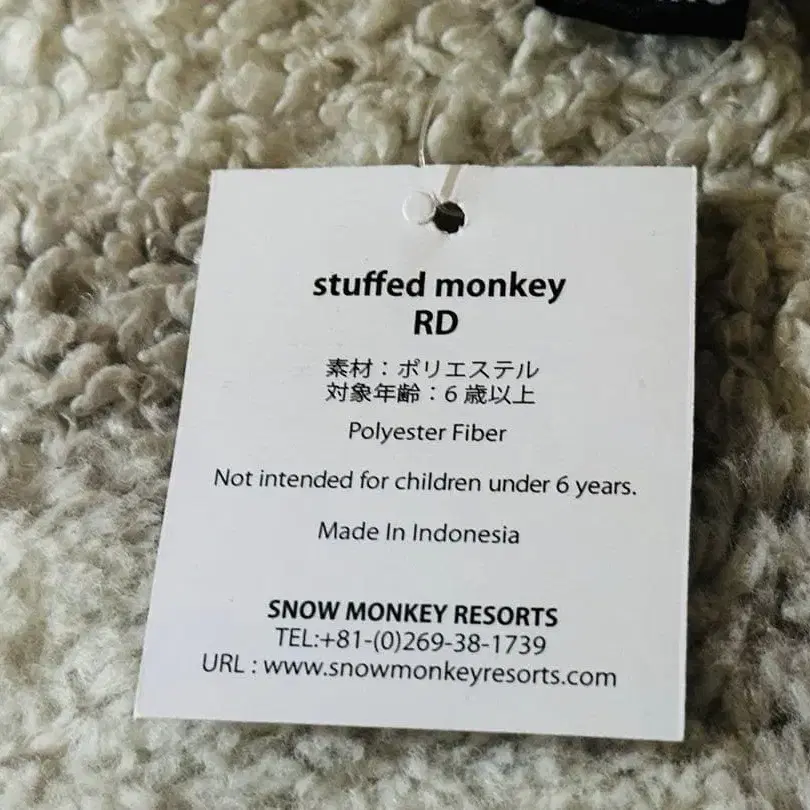 stuffed monkey
RD
素材：ポリエステル
対象年齢：6 歳以上
Polyester Fiber
Not intended for children under 6 years.
Made In Indonesia
SNOW MONKEY RESORTS
TEL:+81-(0)269-38-1739
URL : www.snowmonkeyresorts.com